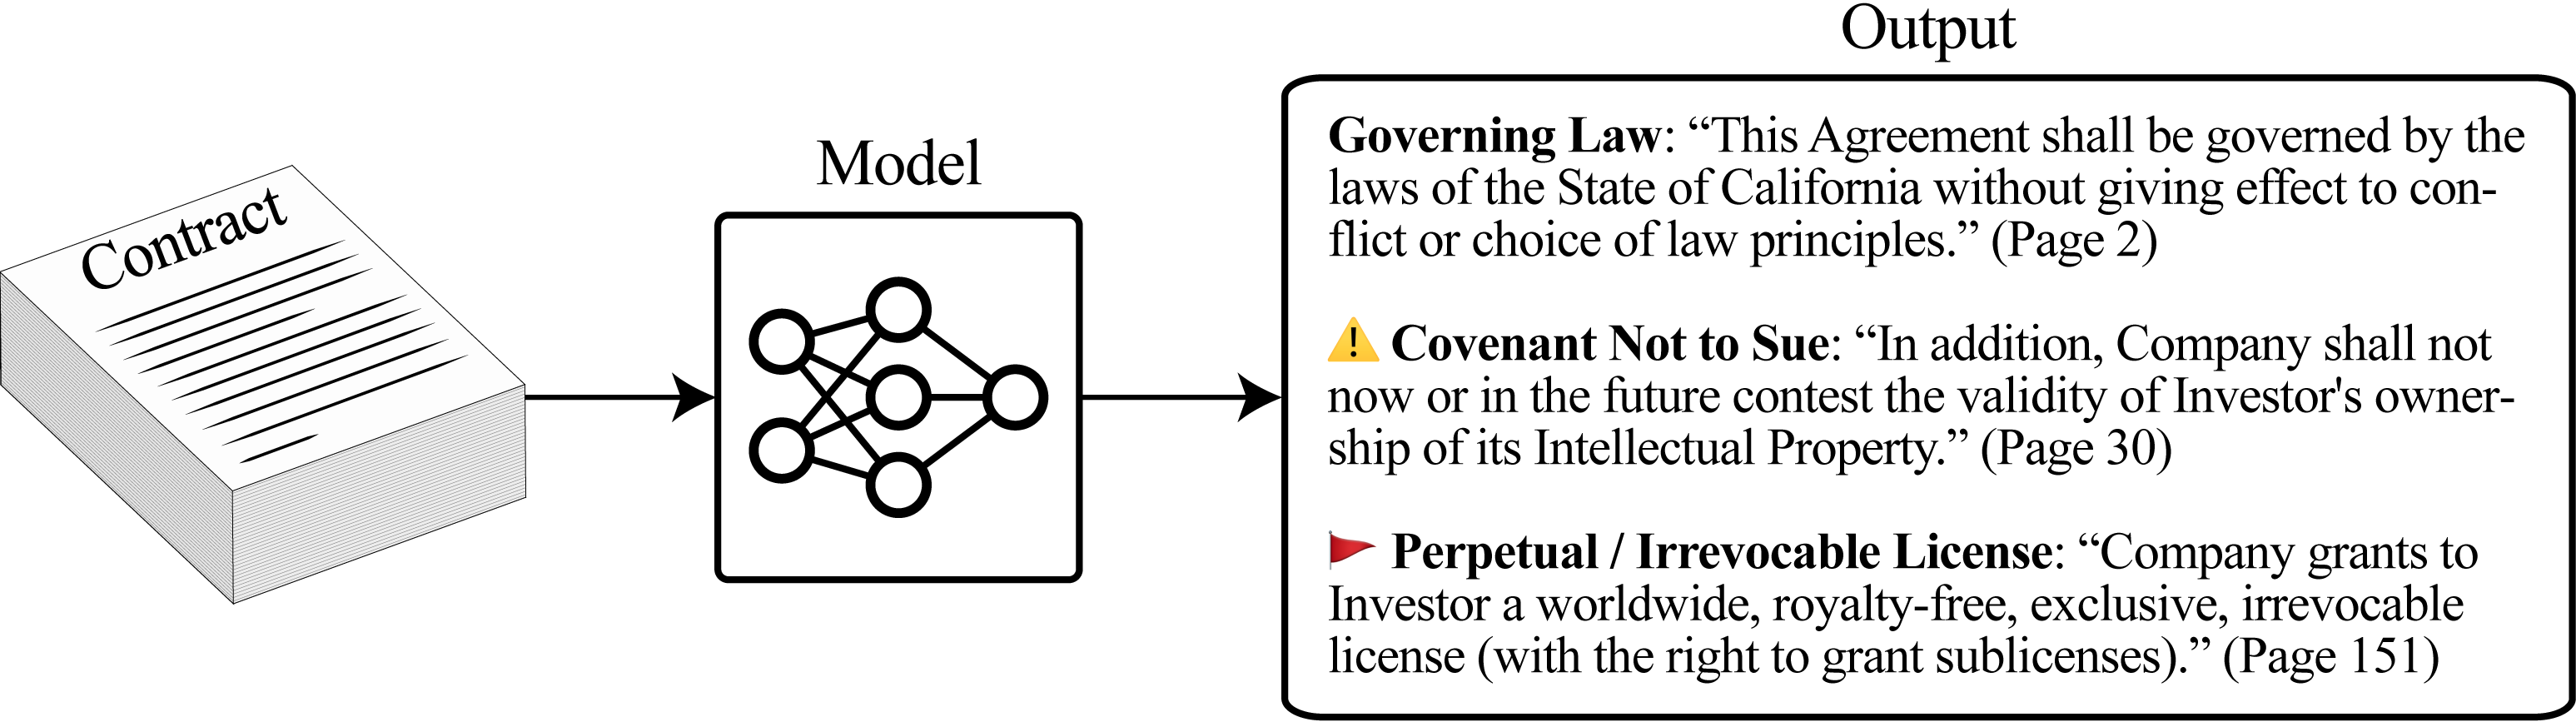 Output
Model
Contract
Governing Law: “This Agreement shall be governed by the
laws of the State of California without giving effect to con-
flict or choice of law principles.” (Page 2)
⚠️ Covenant Not to Sue: “In addition, Company shall not
now or in the future contest the validity of Investor's owner-
ship of its Intellectual Property.” (Page 30)
🚩 Perpetual / Irrevocable License: “Company grants to
Investor a worldwide, royalty-free, exclusive, irrevocable
license (with the right to grant sublicenses).” (Page 151)